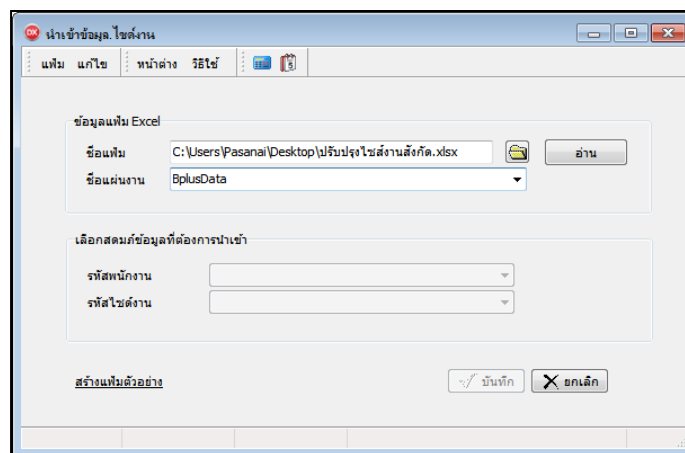 นำเข้าข้อมูล.ไซต์งาน
แฟ้ม แก้ไข หน้าต่าง วิธีใช้
ข้อมูลแฟ้ม Excel
ชื่อแฟ้ม C:\Users\Pasanai\Desktop\ปรับปรุงไซส์งานสังกัด.xlsx อ่าน
ชื่อแผ่นงาน BplusData
เลือกสดมภ์ข้อมูลที่ต้องการนำเข้า
รหัสพนักงาน
รหัสไซต์งาน
สร้างแฟ้มตัวอย่าง บันทึก ยกเลิก